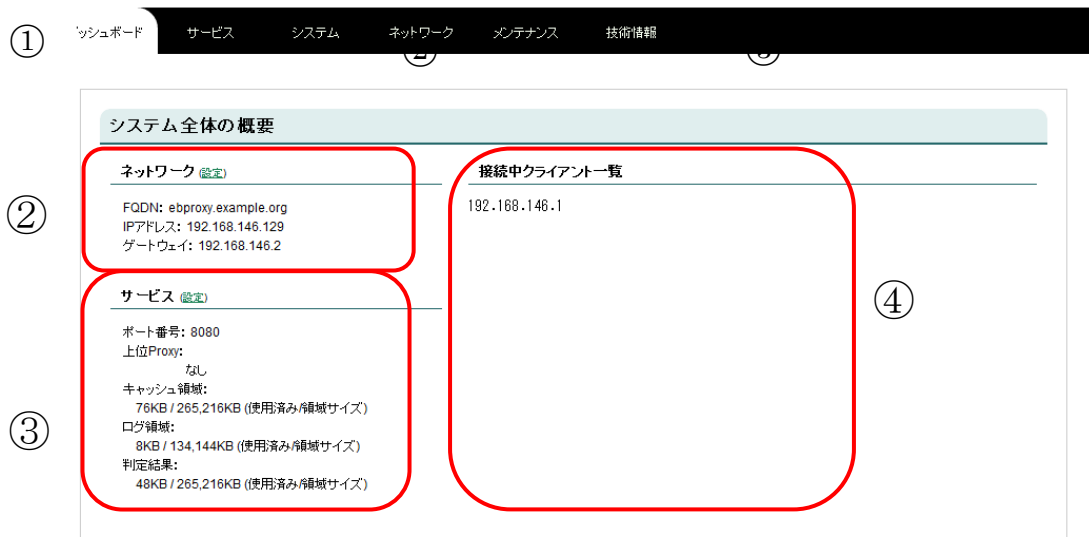 ①
ッシュボード サービス システム ネットワーク メンテナンス 技術情報
システム全体の概要
②
ネットワーク (設定)
FQDN: ebproxy.example.org
IPアドレス: 192.168.146.129
ゲートウェイ: 192.168.146.2
③
サービス (設定)
ポート番号: 8080
上位Proxy:
なし
キャッシュ領域:
76KB / 265,216KB (使用済み/領域サイズ)
ログ領域:
8KB / 134,144KB (使用済み/領域サイズ)
判定結果:
48KB / 265,216KB (使用済み/領域サイズ)
接続中クライアント一覧
192.168.146.1
④